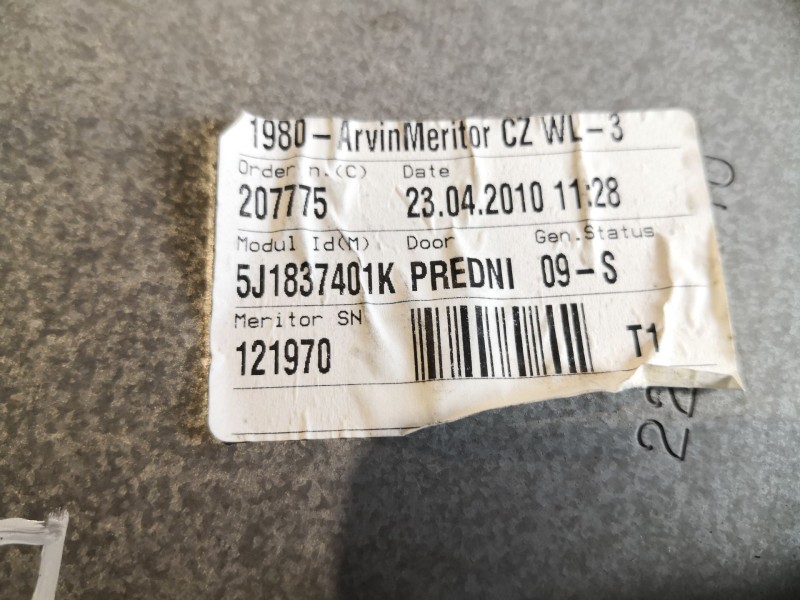 1980-ArvinMeritor CZ WL-3
Order n.(C) Date
207775 23.04.2010 11:28
Modul Id(M) Door Gen.Status
5J1837401K PREDNI 09-S
Meritor SN
121970 T1
22